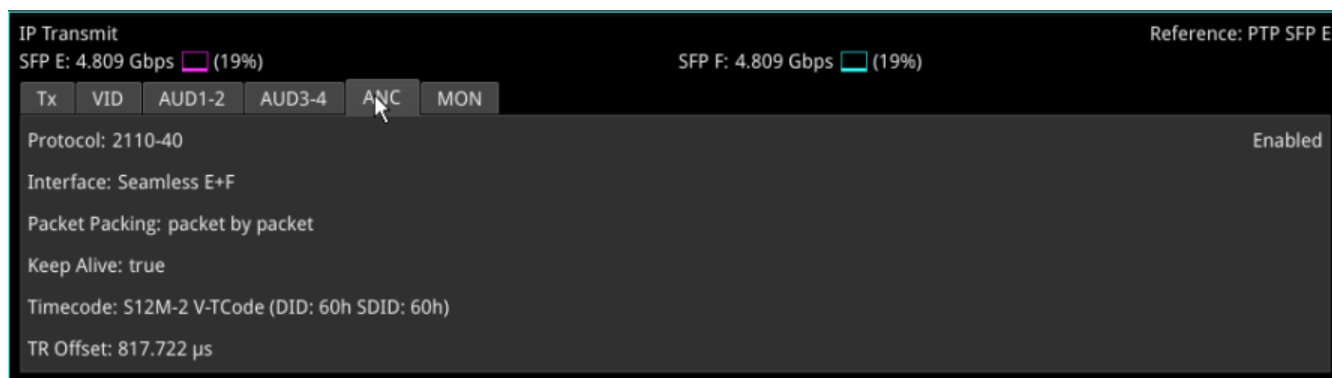 IP Transmit Reference: PTP SFP E
SFP E: 4.809 Gbps (19%) SFP F: 4.809 Gbps (19%)
Tx VID AUD1-2 AUD3-4 ANC MON
Protocol: 2110-40 Enabled
Interface: Seamless E+F
Packet Packing: packet by packet
Keep Alive: true
Timecode: S12M-2 V-TCode (DID: 60h SDID: 60h)
TR Offset: 817.722 µs